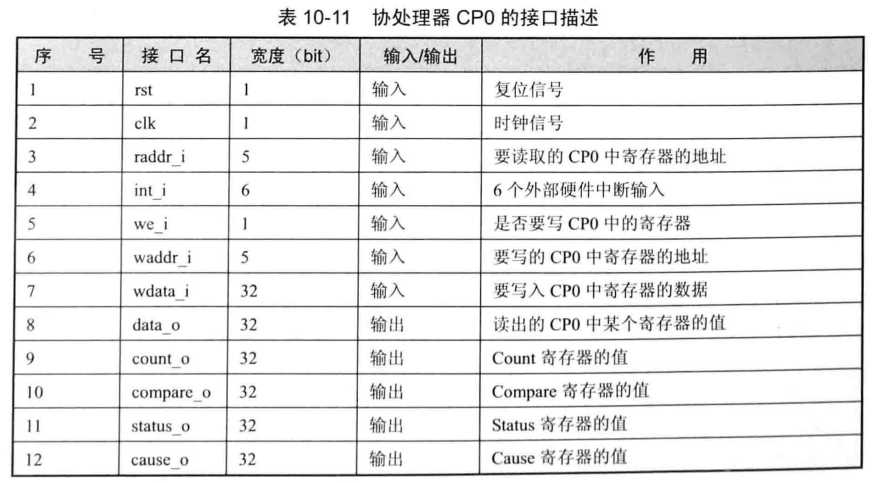 表 10-11 协处理器 CP0 的接口描述
序 号 接 口 名 宽度（bit） 输入/输出 作 用
1 rst 1 输入 复位信号
2 clk 1 输入 时钟信号
3 raddr_i 5 输入 要读取的 CP0 中寄存器的地址
4 int_i 6 输入 6 个外部硬件中断输入
5 we_i 1 输入 是否要写 CP0 中的寄存器
6 waddr_i 5 输入 要写的 CP0 中寄存器的地址
7 wdata_i 32 输入 要写入 CP0 中寄存器的数据
8 data_o 32 输出 读出的 CP0 中某个寄存器的值
9 count_o 32 输出 Count 寄存器的值
10 compare_o 32 输出 Compare 寄存器的值
11 status_o 32 输出 Status 寄存器的值
12 cause_o 32 输出 Cause 寄存器的值